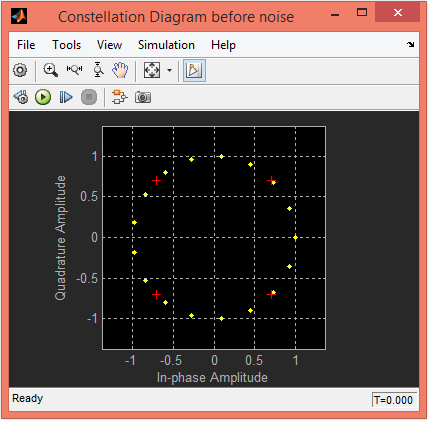 Constellation Diagram before noise
File Tools View Simulation Help
Quadrature Amplitude
1
0.5
0
-0.5
-1
-1 -0.5 0 0.5 1
In-phase Amplitude
Ready T=0.000